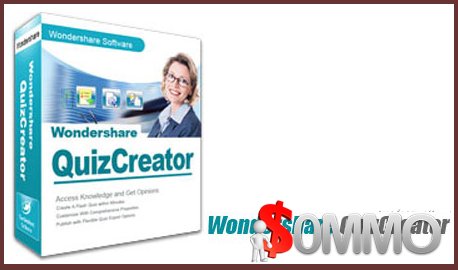 Wondershare Software
Wondershare
QuizCreator
Access Knowledge and Get Opinions
Create A Flash Quiz within Minutes
Customize With Comprehensive Properties
Publish with Flexible Quiz Export Options
Wondershare
QuizCreator
Wondershare QuizCreator
$OMMO